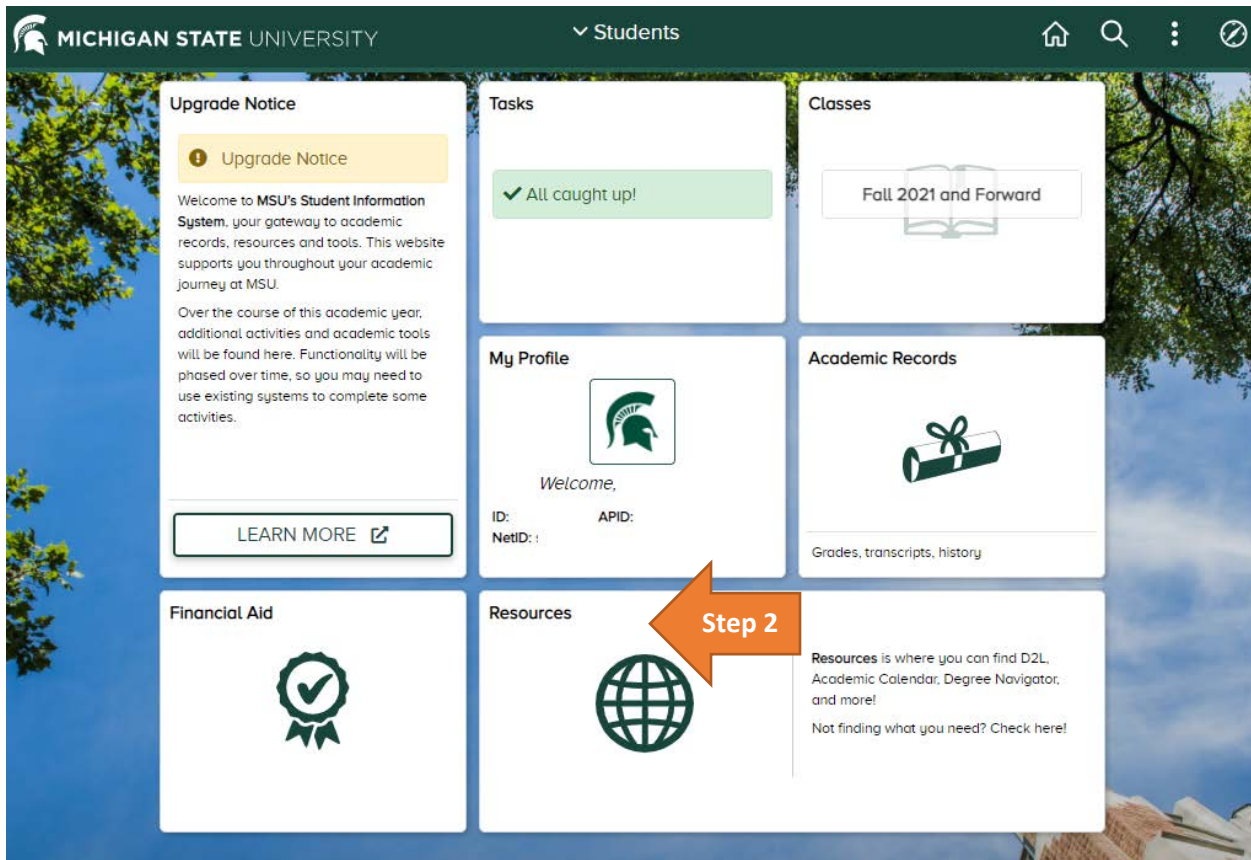 MICHIGAN STATE UNIVERSITY
Students
Upgrade Notice
Upgrade Notice
Welcome to MSU's Student Information
System, your gateway to academic
records, resources and tools. This website
supports you throughout your academic
journey at MSU.
Over the course of this academic year,
additional activities and academic tools
will be found here. Functionality will be
phased over time, so you may need to
use existing systems to complete some
activities.
LEARN MORE
Tasks
All caught up!
Classes
Fall 2021 and Forward
My Profile
Welcome,
ID: APID:
NetID:
Academic Records
Grades, transcripts, history
Financial Aid
Resources
Step 2
Resources is where you can find D2L,
Academic Calendar, Degree Navigator,
and more!
Not finding what you need? Check here!